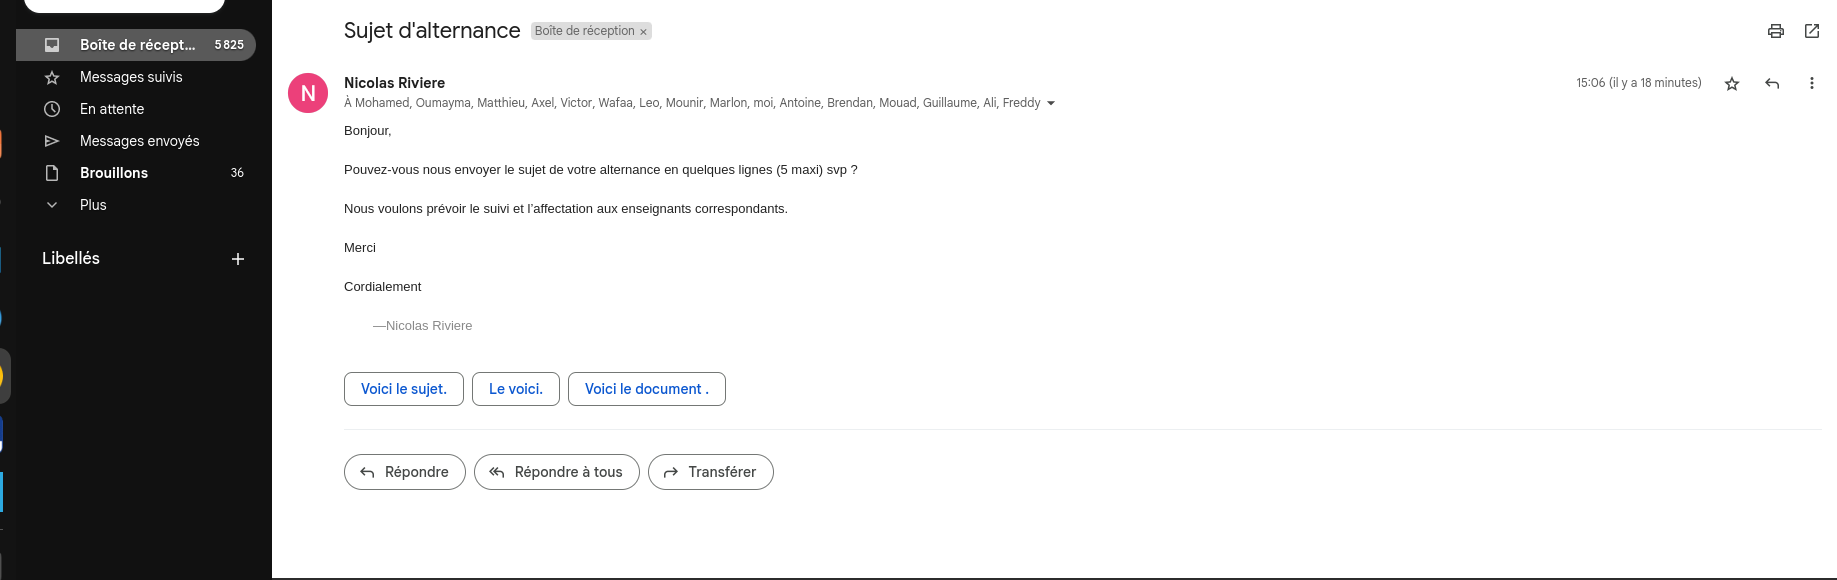 Boîte de récept... 5 825
Messages suivis
En attente
Messages envoyés
Brouillons 36
Plus
Libellés
Sujet d'alternance Boîte de réception ×
N
Nicolas Riviere 15:06 (il y a 18 minutes)
À Mohamed, Oumayma, Matthieu, Axel, Victor, Wafaa, Leo, Mounir, Marlon, moi, Antoine, Brendan, Mouad, Guillaume, Ali, Freddy
Bonjour,
Pouvez-vous nous envoyer le sujet de votre alternance en quelques lignes (5 maxi) svp ?
Nous voulons prévoir le suivi et l'affectation aux enseignants correspondants.
Merci
Cordialement
—Nicolas Riviere
Voici le sujet. Le voici. Voici le document .
Répondre Répondre à tous Transférer